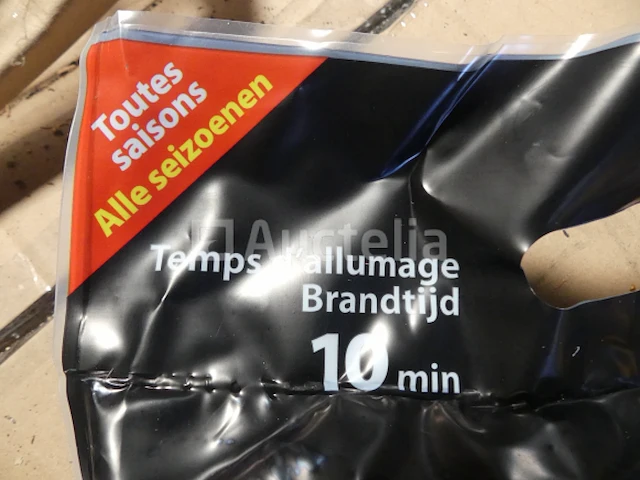 Toutes
saisons
Alle seizoenen
Auctelia
Temps d'allumage
Brandtijd
10 min